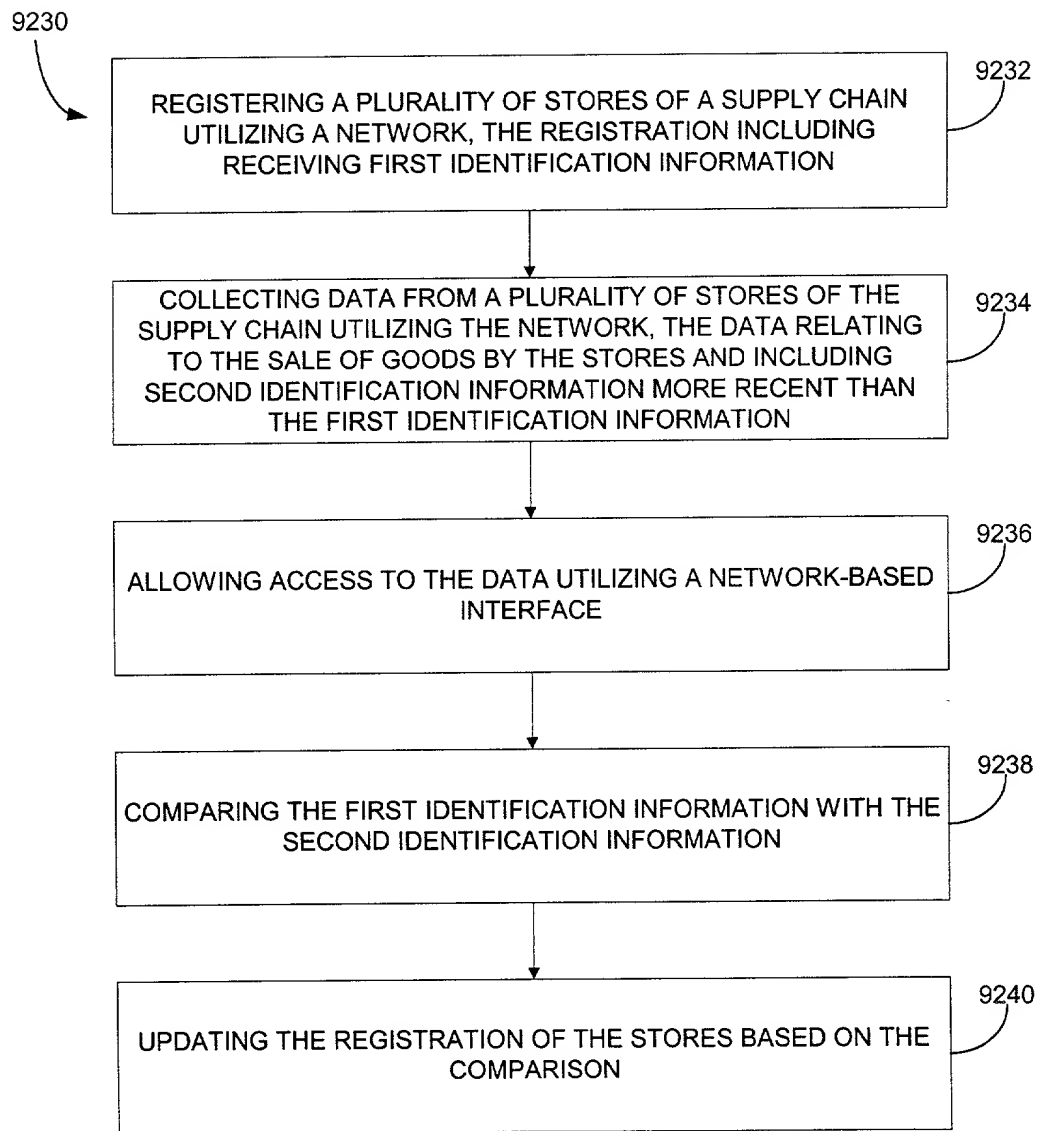 9230
9232
REGISTERING A PLURALITY OF STORES OF A SUPPLY CHAIN
UTILIZING A NETWORK, THE REGISTRATION INCLUDING
RECEIVING FIRST IDENTIFICATION INFORMATION
9234
COLLECTING DATA FROM A PLURALITY OF STORES OF THE
SUPPLY CHAIN UTILIZING THE NETWORK, THE DATA RELATING
TO THE SALE OF GOODS BY THE STORES AND INCLUDING
SECOND IDENTIFICATION INFORMATION MORE RECENT THAN
THE FIRST IDENTIFICATION INFORMATION
9236
ALLOWING ACCESS TO THE DATA UTILIZING A NETWORK-BASED
INTERFACE
9238
COMPARING THE FIRST IDENTIFICATION INFORMATION WITH THE
SECOND IDENTIFICATION INFORMATION
9240
UPDATING THE REGISTRATION OF THE STORES BASED ON THE
COMPARISON